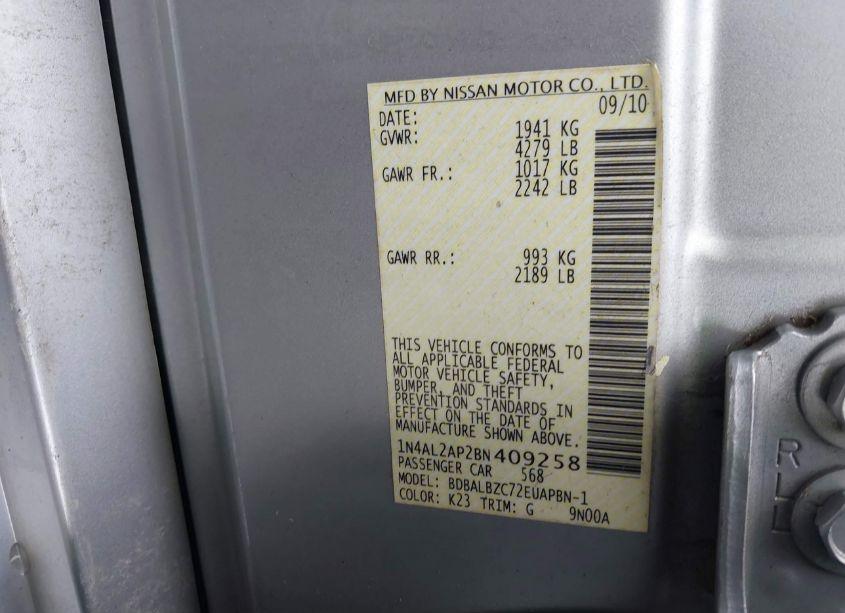 MFD BY NISSAN MOTOR CO., LTD.
DATE: 09/10
GVWR: 1941 KG
4279 LB
GAWR FR.: 1017 KG
2242 LB
GAWR RR.: 993 KG
2189 LB
THIS VEHICLE CONFORMS TO
ALL APPLICABLE FEDERAL
MOTOR VEHICLE SAFETY,
BUMPER, AND THEFT
PREVENTION STANDARDS IN
EFFECT ON THE DATE OF
MANUFACTURE SHOWN ABOVE.
1N4AL2AP2BN409258
PASSENGER CAR 568
MODEL: BDBALBZC72EUAPBN-1
COLOR: K23 TRIM: G 9N00A
R